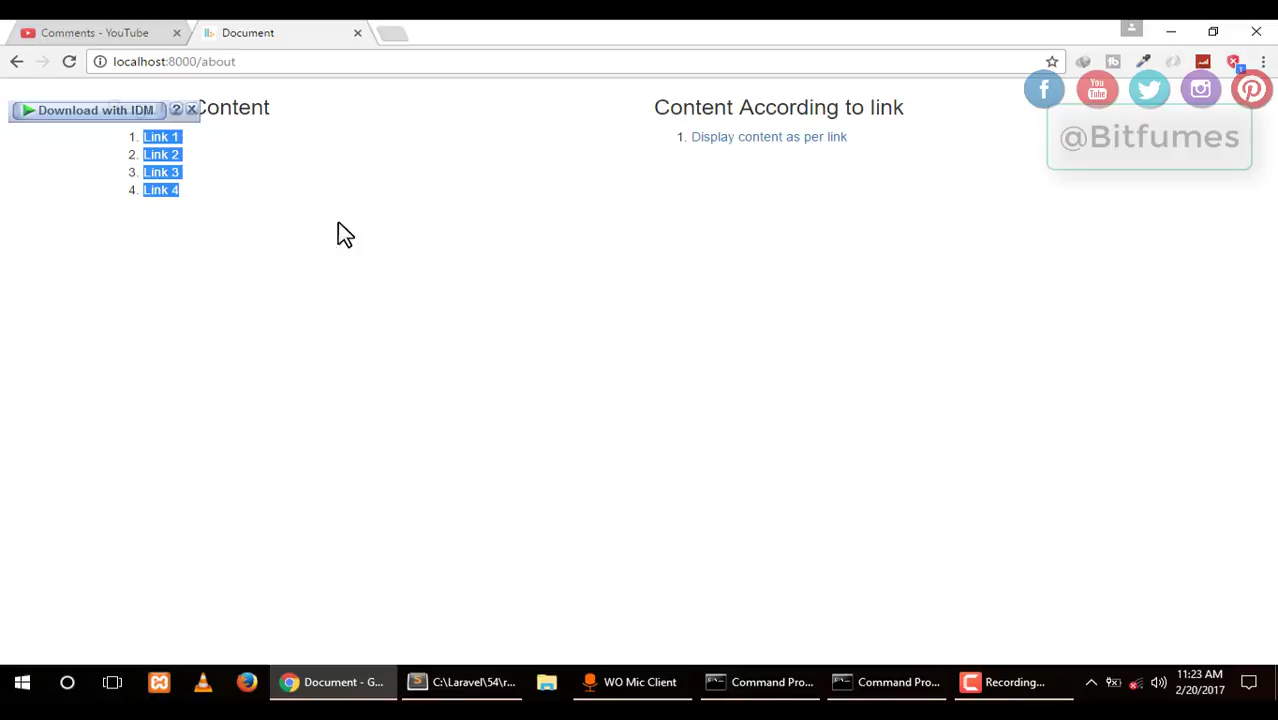 Comments - YouTube
Document
localhost:8000/about
Download with IDM
?
Content
1. Link 1
2. Link 2
3. Link 3
4. Link 4
Content According to link
1. Display content as per link
You
Tube
@Bitfumes
Document - G...
C:\Laravel\54\r...
WO Mic Client
Command Pro...
Command Pro...
Recording...
11:23 AM
2/20/2017